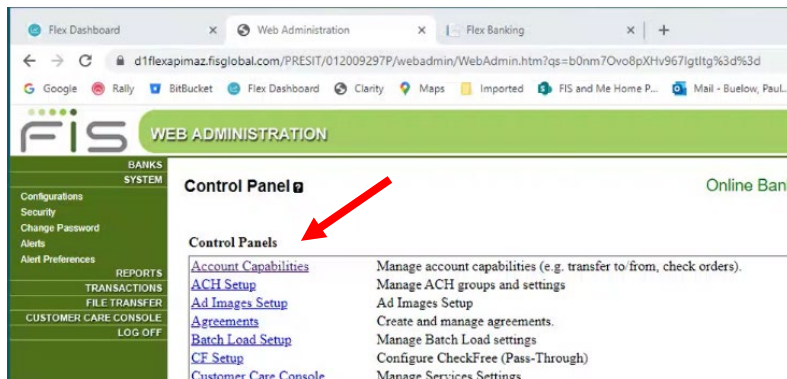 Flex Dashboard Web Administration Flex Banking
d1flexapimaz.fisglobal.com/PRESIT/012009297P/webadmin/WebAdmin.htm?qs=b0nm7Ovo8pXHv967lgtltg%3d%3d
Google Rally BitBucket Flex Dashboard Clarity Maps Imported FIS and Me Home P... Mail - Buelow, Paul...
FIS WEB ADMINISTRATION
BANKS
SYSTEM
Configurations
Security
Change Password
Alerts
Alert Preferences
REPORTS
TRANSACTIONS
FILE TRANSFER
CUSTOMER CARE CONSOLE
LOG OFF
Control Panel ? Online Ban
Control Panels
Account Capabilities Manage account capabilities (e.g. transfer to/from, check orders).
ACH Setup Manage ACH groups and settings
Ad Images Setup Ad Images Setup
Agreements Create and manage agreements.
Batch Load Setup Manage Batch Load settings
CF Setup Configure CheckFree (Pass-Through)
Customer Care Console Manage Services Settings